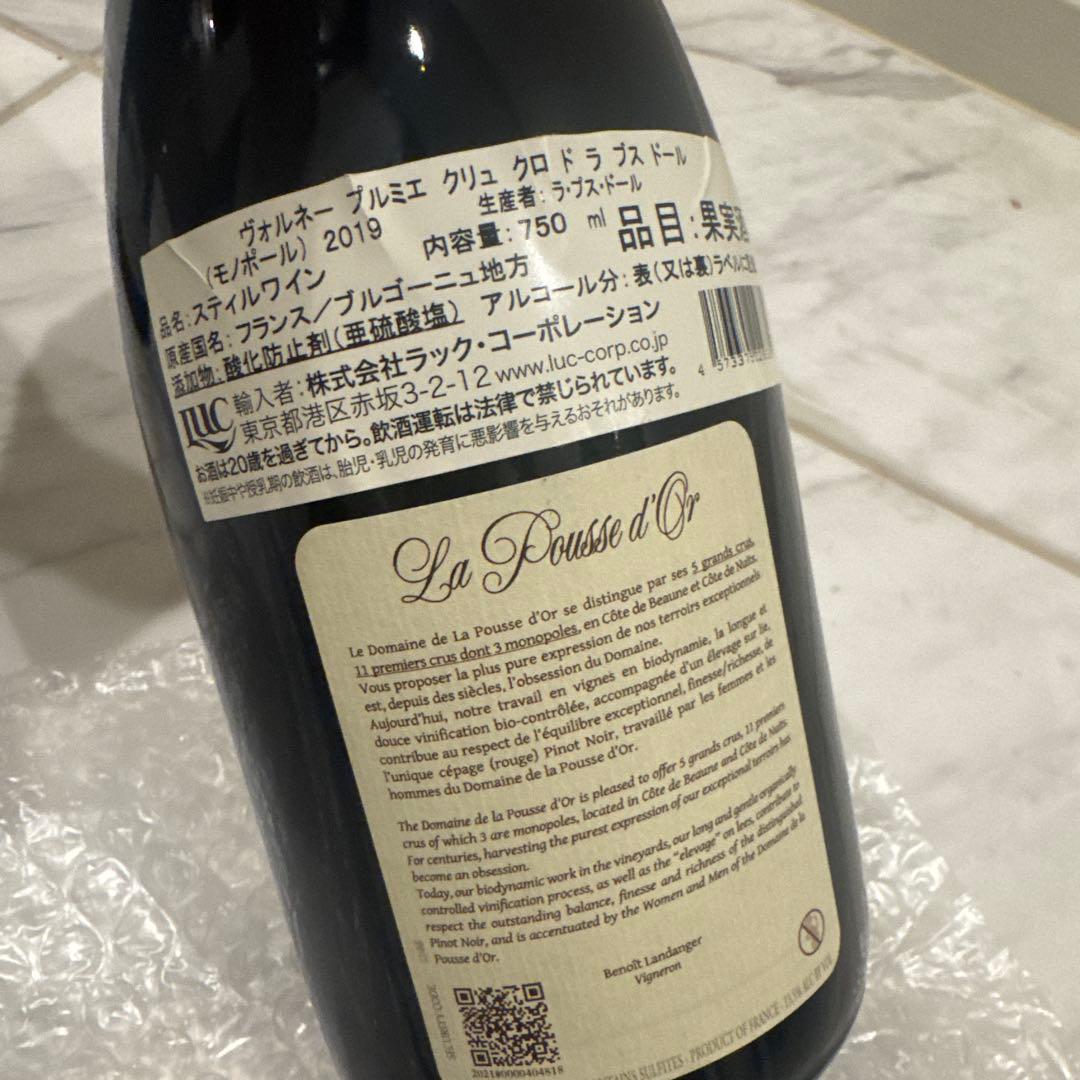 ヴォルネー プルミエ クリュ クロ ド ラ プス ドール
(モノポール) 2019 生産者:ラ・プス・ドール
品名:スティルワイン 内容量:750 ml 品目:果実酒
原産国名:フランス/ブルゴーニュ地方
添加物:酸化防止剤(亜硫酸塩) アルコール分:表(又は裏)ラベルに
LUC 輸入者:株式会社ラック・コーポレーション
東京都港区赤坂3-2-12 www.luc-corp.co.jp
お酒は20歳を過ぎてから。飲酒運転は法律で禁じられています。
※妊娠中や授乳期の飲酒は、胎児・乳児の発育に悪影響を与えるおそれがあります。
La Pousse d'Or
Le Domaine de La Pousse d'Or se distingue par ses 5 grands crus,
11 premiers crus dont 3 monopoles, en Côte de Beaune et Côte de Nuits.
Vous proposer la plus pure expression de nos terroirs exceptionnels
est, depuis des siècles, l'obsession du Domaine.
Aujourd'hui, notre travail en vignes en biodynamie, la longue et
douce vinification bio-contrôlée, accompagnée d'un élevage sur lie,
contribue au respect de l'équilibre exceptionnel, finesse/richesse, de
l'unique cépage (rouge) Pinot Noir, travaillé par les femmes et les
hommes du Domaine de la Pousse d'Or.
The Domaine de la Pousse d'Or is pleased to offer 5 grands crus, 11 premiers
crus of which 3 are monopoles, located in Côte de Beaune and Côte de Nuits.
For centuries, harvesting the purest expression of our exceptional terroirs has
become an obsession.
Today, our biodynamic work in the vineyards, our long and gentle organically
controlled vinification process, as well as the "elevage" on lees, contribute to
respect the outstanding balance, finesse and richness of the distinguished
Pinot Noir, and is accentuated by the Women and Men of the Domaine de la
Pousse d'Or.
Benoît Landanger
Vigneron
2021#0000404818
SULFITES - PRODUCT OF FRANCE -